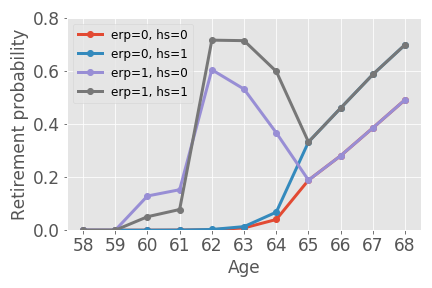 0.8
erp=0, hs=0
erp=0, hs=1
erp=1, hs=0
erp=1, hs=1
0.6
0.4
0.2
0.0
Retirement probability
58 59 60 61 62 63 64 65 66 67 68
Age